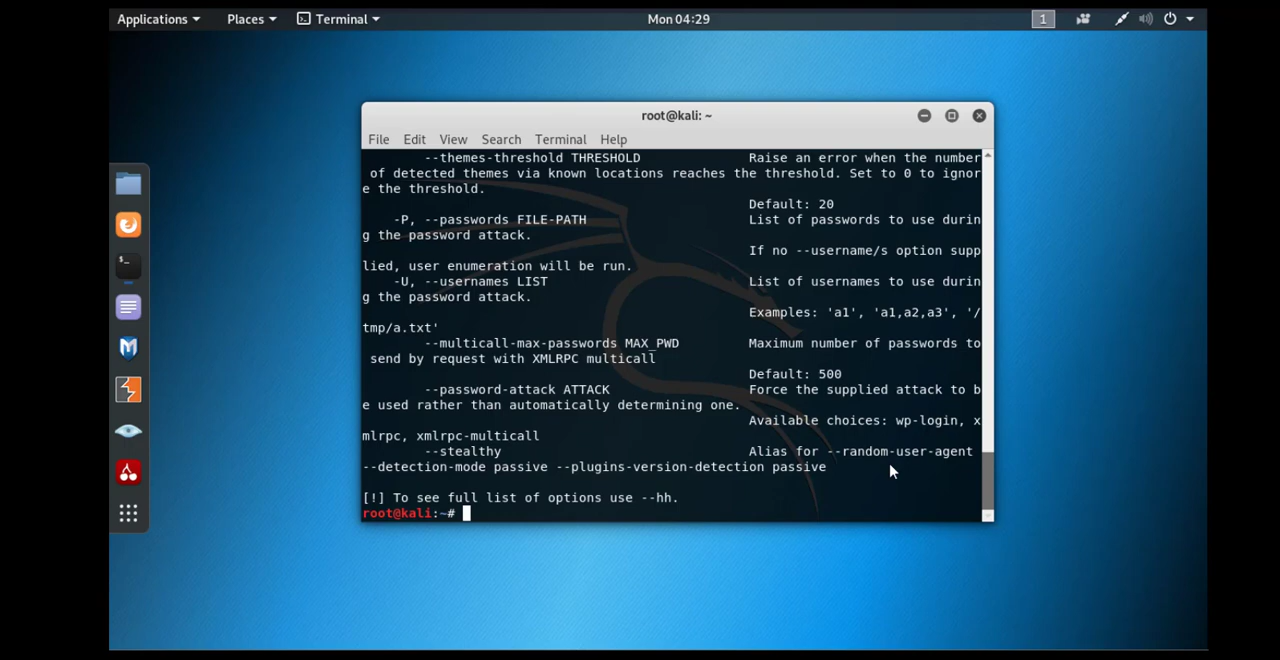 Applications Places Terminal Mon 04:29 1
root@kali: ~
File Edit View Search Terminal Help
--themes-threshold THRESHOLD Raise an error when the number
of detected themes via known locations reaches the threshold. Set to 0 to ignor
e the threshold.
Default: 20
-P, --passwords FILE-PATH List of passwords to use durin
g the password attack.
If no --username/s option supp
lied, user enumeration will be run.
-U, --usernames LIST List of usernames to use durin
g the password attack.
Examples: 'a1', 'a1,a2,a3', '/
tmp/a.txt'
--multicall-max-passwords MAX_PWD Maximum number of passwords to
send by request with XMLRPC multicall
Default: 500
--password-attack ATTACK Force the supplied attack to b
e used rather than automatically determining one.
Available choices: wp-login, x
mlrpc, xmlrpc-multicall
--stealthy Alias for --random-user-agent
--detection-mode passive --plugins-version-detection passive
[!] To see full list of options use --hh.
root@kali:~#